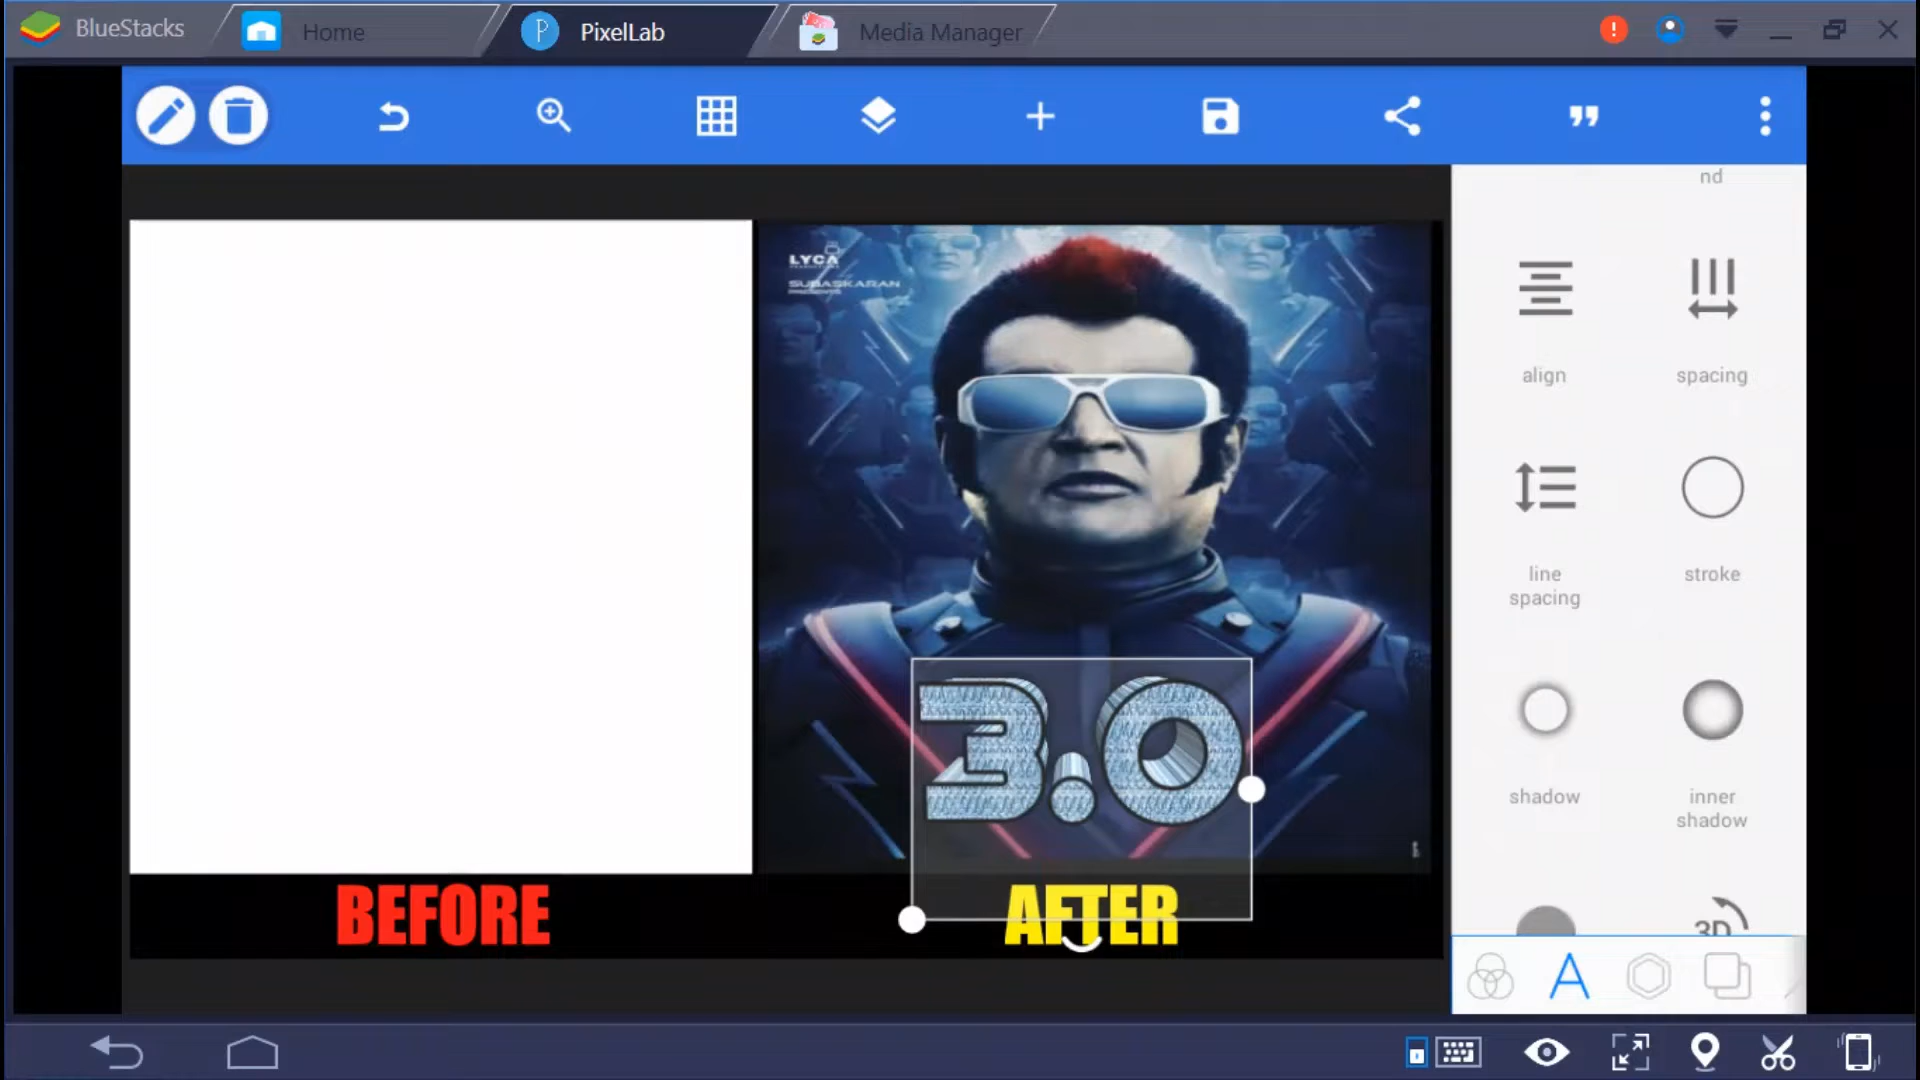 BlueStacks
Home
PixelLab
Media Manager
nd
LYCA
SUBASKARAN
PRESENTS
align
spacing
line
spacing
stroke
shadow
inner
shadow
3D
3.0
BEFORE
AFTER